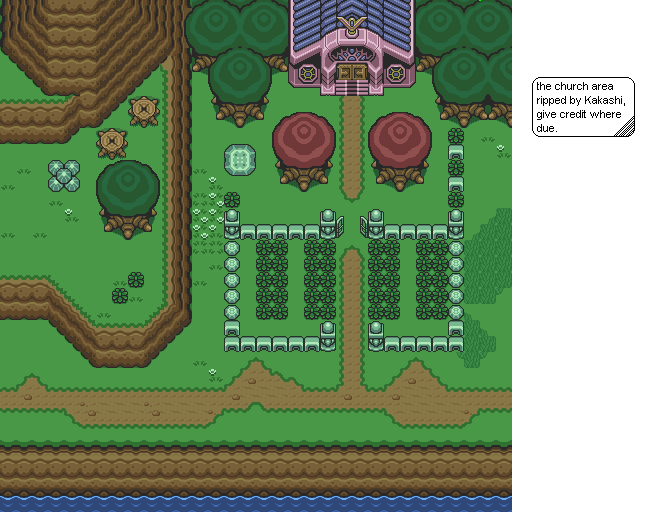 the church area
ripped by Kakashi,
give credit where
due.